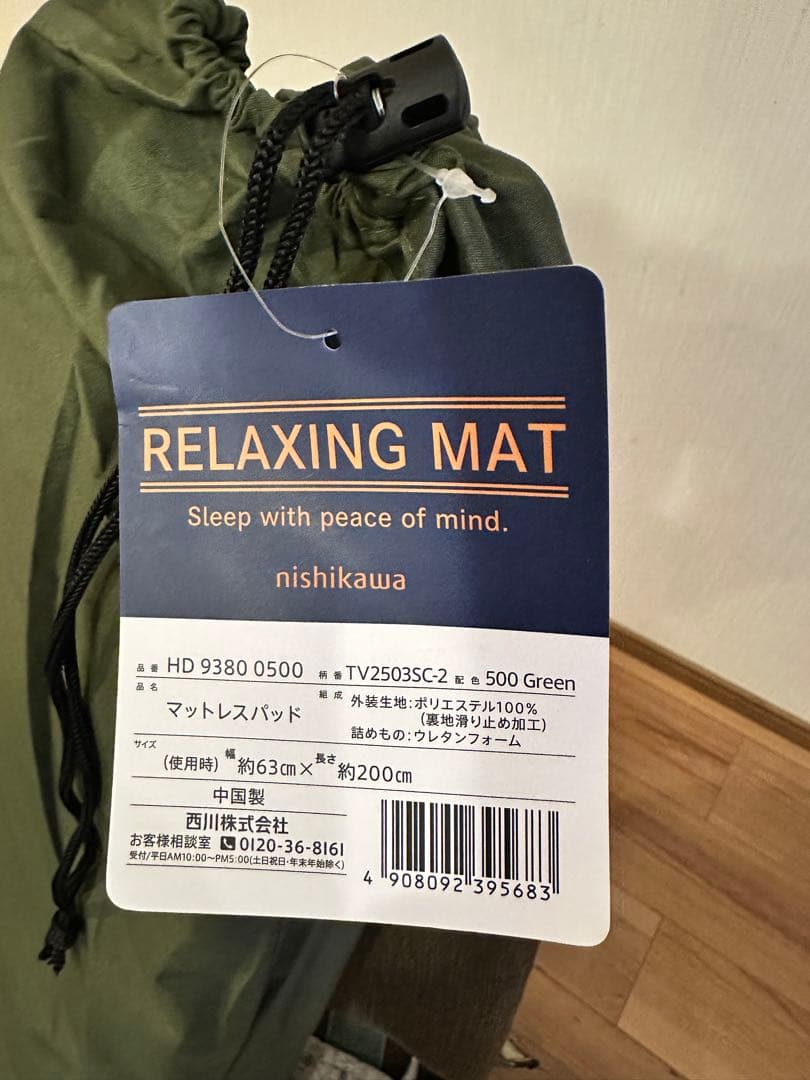 RELAXING MAT
Sleep with peace of mind.
nishikawa
品番 HD 9380 0500 柄番 TV2503SC-2 配色 500 Green
品名 マットレスパッド
組成 外装生地:ポリエステル100%
(裏地滑り止め加工)
詰めもの:ウレタンフォーム
サイズ (使用時) 幅 約63㎝× 長さ 約200㎝
中国製
西川株式会社
お客様相談室 0120-36-8161
受付/平日AM10:00〜PM5:00(土日祝日・年末年始除く)
4 908092 395683